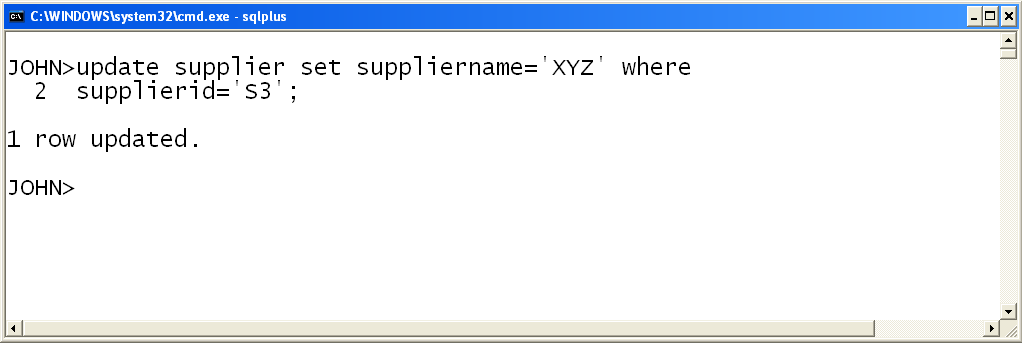 C:\WINDOWS\system32\cmd.exe - sqlplus
JOHN>update supplier set suppliername='XYZ' where
  2  supplierid='S3';
1 row updated.
JOHN>